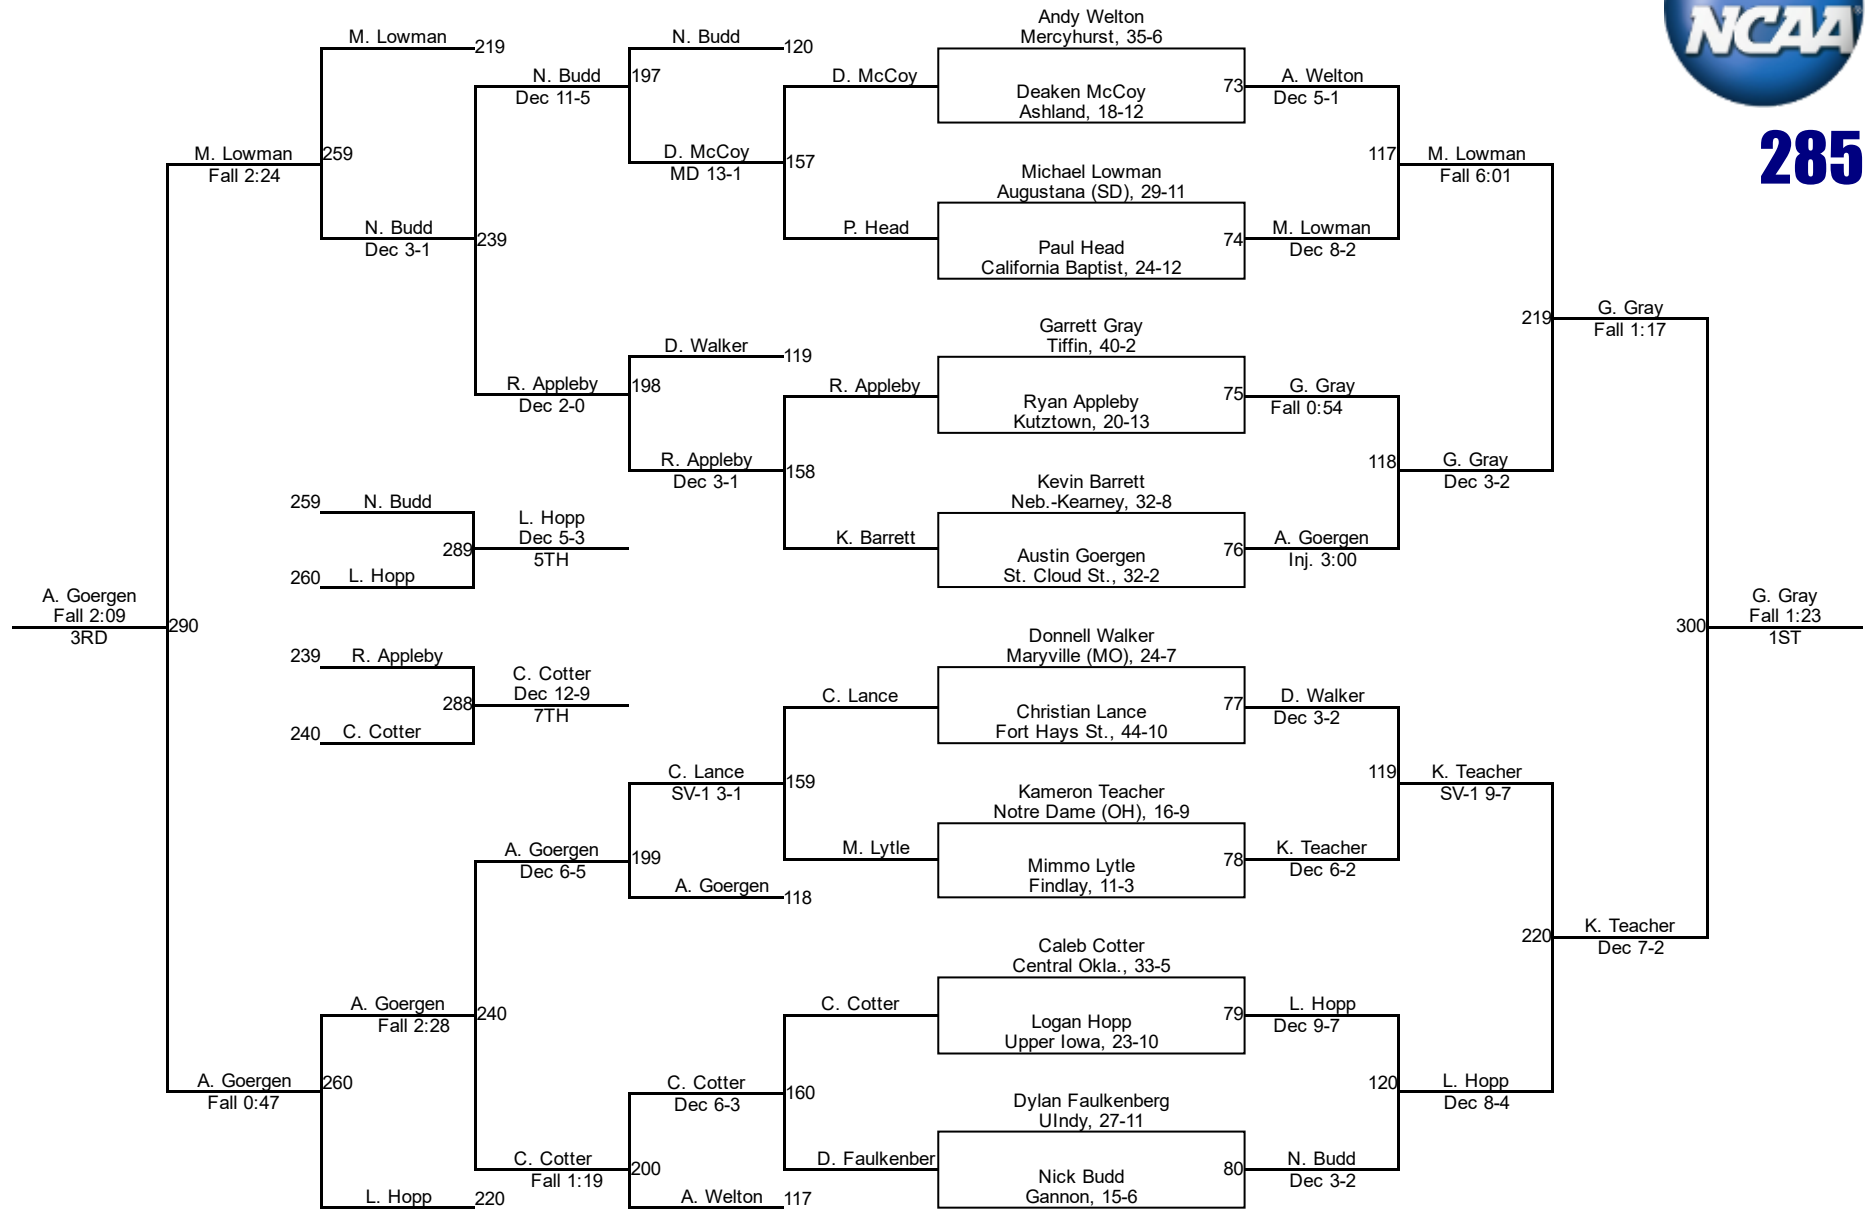 NCAA
285
M. Lowman
219
N. Budd
120
Andy Welton
Mercyhurst, 35-6
N. Budd
Dec 11-5
197
D. McCoy
Deaken McCoy
Ashland, 18-12
73
A. Welton
Dec 5-1
M. Lowman
Fall 2:24
259
D. McCoy
MD 13-1
157
117
M. Lowman
Fall 6:01
Michael Lowman
Augustana (SD), 29-11
N. Budd
Dec 3-1
239
P. Head
Paul Head
California Baptist, 24-12
74
M. Lowman
Dec 8-2
219
G. Gray
Fall 1:17
Garrett Gray
Tiffin, 40-2
D. Walker
119
R. Appleby
Dec 2-0
198
R. Appleby
Ryan Appleby
Kutztown, 20-13
75
G. Gray
Fall 0:54
R. Appleby
Dec 3-1
158
118
G. Gray
Dec 3-2
Kevin Barrett
Neb.-Kearney, 32-8
259
N. Budd
L. Hopp
Dec 5-3
5TH
289
260
L. Hopp
K. Barrett
Austin Goergen
St. Cloud St., 32-2
76
A. Goergen
Inj. 3:00
A. Goergen
Fall 2:09
3RD
290
300
G. Gray
Fall 1:23
1ST
239
R. Appleby
C. Cotter
Dec 12-9
7TH
288
240
C. Cotter
Donnell Walker
Maryville (MO), 24-7
C. Lance
Christian Lance
Fort Hays St., 44-10
77
D. Walker
Dec 3-2
C. Lance
SV-1 3-1
159
119
K. Teacher
SV-1 9-7
Kameron Teacher
Notre Dame (OH), 16-9
A. Goergen
Dec 6-5
199
M. Lytle
Mimmo Lytle
Findlay, 11-3
78
K. Teacher
Dec 6-2
A. Goergen
118
220
K. Teacher
Dec 7-2
Caleb Cotter
Central Okla., 33-5
A. Goergen
Fall 2:28
240
C. Cotter
Logan Hopp
Upper Iowa, 23-10
79
L. Hopp
Dec 9-7
A. Goergen
Fall 0:47
260
C. Cotter
Dec 6-3
160
120
L. Hopp
Dec 8-4
Dylan Faulkenberg
UIndy, 27-11
C. Cotter
Fall 1:19
200
D. Faulkenber
Nick Budd
Gannon, 15-6
80
N. Budd
Dec 3-2
L. Hopp
220
A. Welton
117